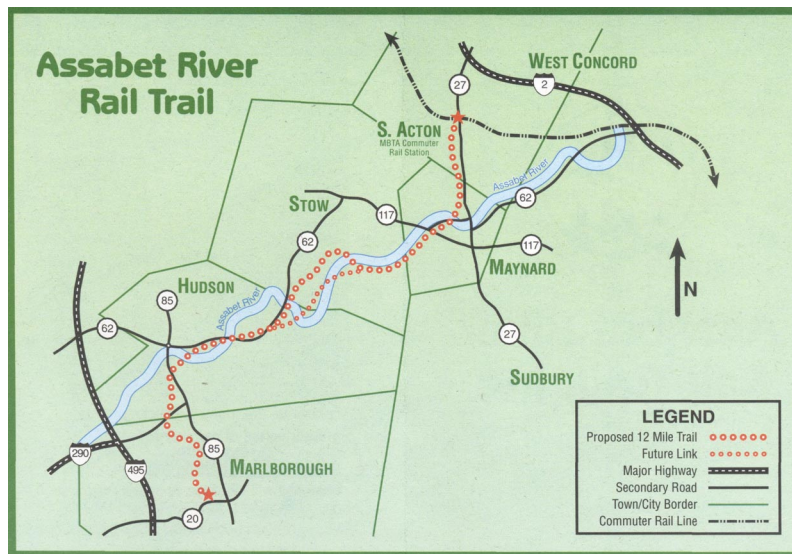 Assabet River
Rail Trail
WEST CONCORD
2
27
S. ACTON
MBTA Commuter
Rail Station
Assabet River
62
STOW
117
62
117
MAYNARD
HUDSON
85
Assabet River
62
N
27
SUDBURY
290
495
85
MARLBOROUGH
20
LEGEND
Proposed 12 Mile Trail
Future Link
Major Highway
Secondary Road
Town/City Border
Commuter Rail Line